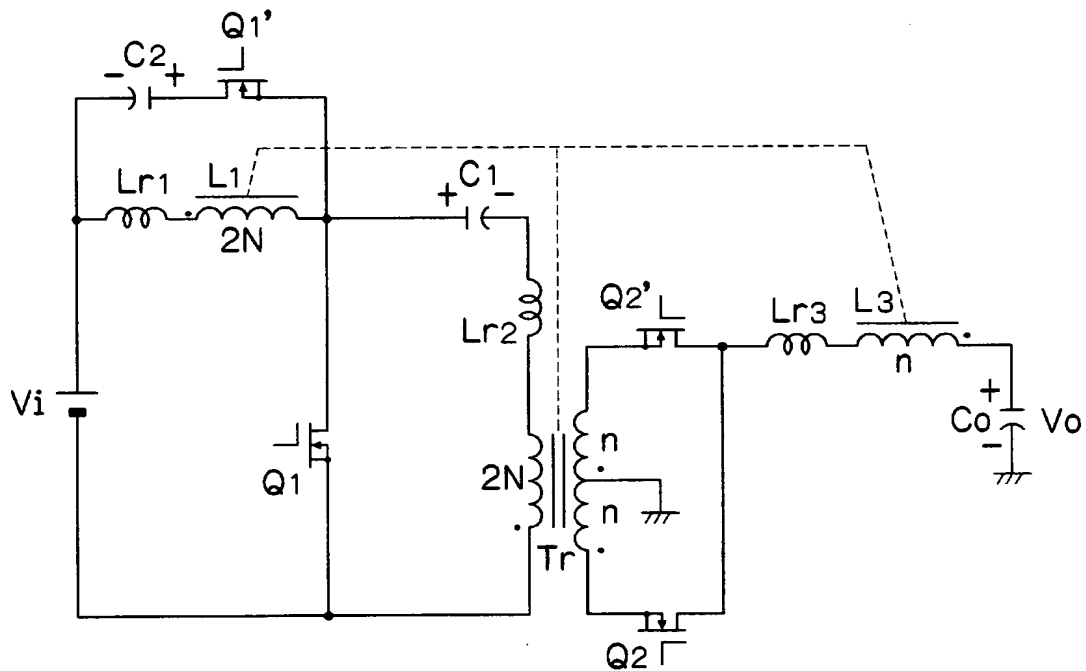 Q1'
- C2 +
Lr1
L1
2N
+ C1 -
Lr2
Q2'
Lr3
L3
n
Vi
Q1
2N
n
n
Tr
+
Co
-
Vo
Q2